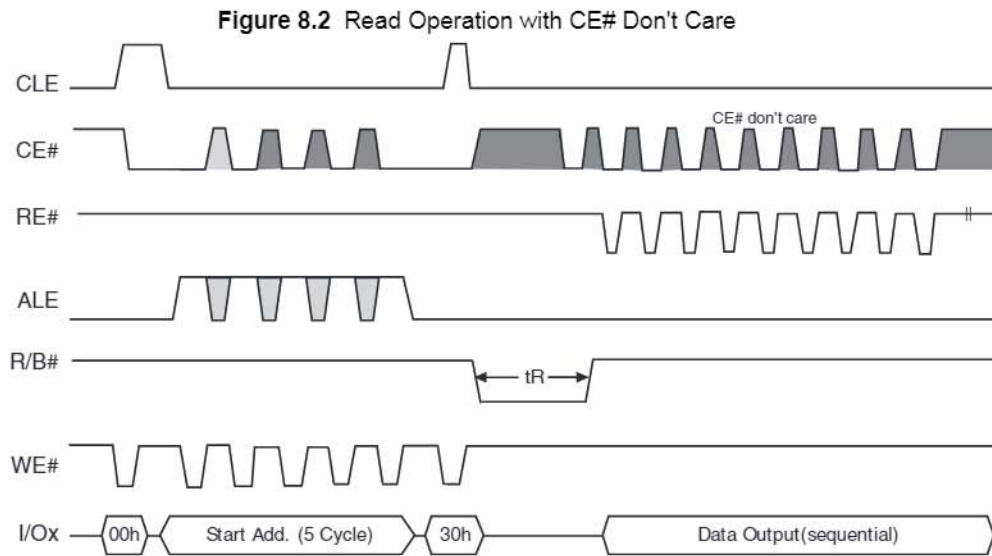 Figure 8.2 Read Operation with CE# Don't Care
CLE
CE# don't care
CE#
RE#
ALE
R/B#
tR
WE#
I/Ox 00h Start Add. (5 Cycle) 30h Data Output(sequential)